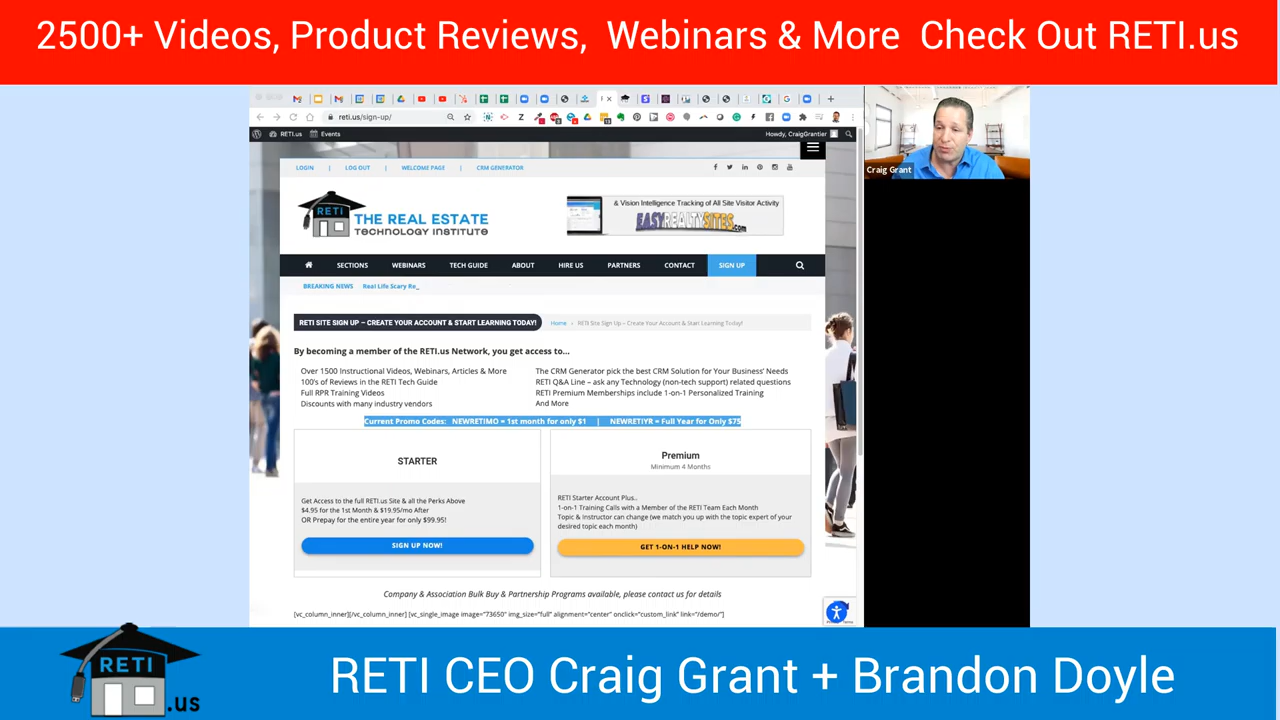 2500+ Videos, Product Reviews,  Webinars & More  Check Out RETI.us
reti.us/sign-up/
RETI.us
Events
Howdy, CraigGrantier
LOGIN | LOG OUT | WELCOME PAGE | CRM GENERATOR
RETI
THE REAL ESTATE
TECHNOLOGY INSTITUTE
& Vision Intelligence Tracking of All Site Visitor Activity
EASYREALTYSITES.com
SECTIONS WEBINARS TECH GUIDE ABOUT HIRE US PARTNERS CONTACT SIGN UP
BREAKING NEWS Real Life Scary Re_
RETI SITE SIGN UP – CREATE YOUR ACCOUNT & START LEARNING TODAY!
Home › RETI Site Sign Up – Create Your Account & Start Learning Today!
By becoming a member of the RETI.us Network, you get access to...
Over 1500 Instructional Videos, Webinars, Articles & More
100's of Reviews in the RETI Tech Guide
Full RPR Training Videos
Discounts with many industry vendors
The CRM Generator pick the best CRM Solution for Your Business' Needs
RETI Q&A Line – ask any Technology (non-tech support) related questions
RETI Premium Memberships include 1-on-1 Personalized Training
And More
Current Promo Codes: NEWRETIMO = 1st month for only $1 | NEWRETIYR = Full Year for Only $75
STARTER
Get Access to the full RETI.us Site & all the Perks Above
$4.95 for the 1st Month & $19.95/mo After
OR Prepay for the entire year for only $99.95!
SIGN UP NOW!
Premium
Minimum 4 Months
RETI Starter Account Plus..
1-on-1 Training Calls with a Member of the RETI Team Each Month
Topic & Instructor can change (we match you up with the topic expert of your
desired topic each month)
GET 1-ON-1 HELP NOW!
Company & Association Bulk Buy & Partnership Programs available, please contact us for details
[vc_column_inner][/vc_column_inner] [vc_single_image image="73650" img_size="full" alignment="center" onclick="custom_link" link="/demo/"]
Craig Grant
RETI
.us
RETI CEO Craig Grant + Brandon Doyle